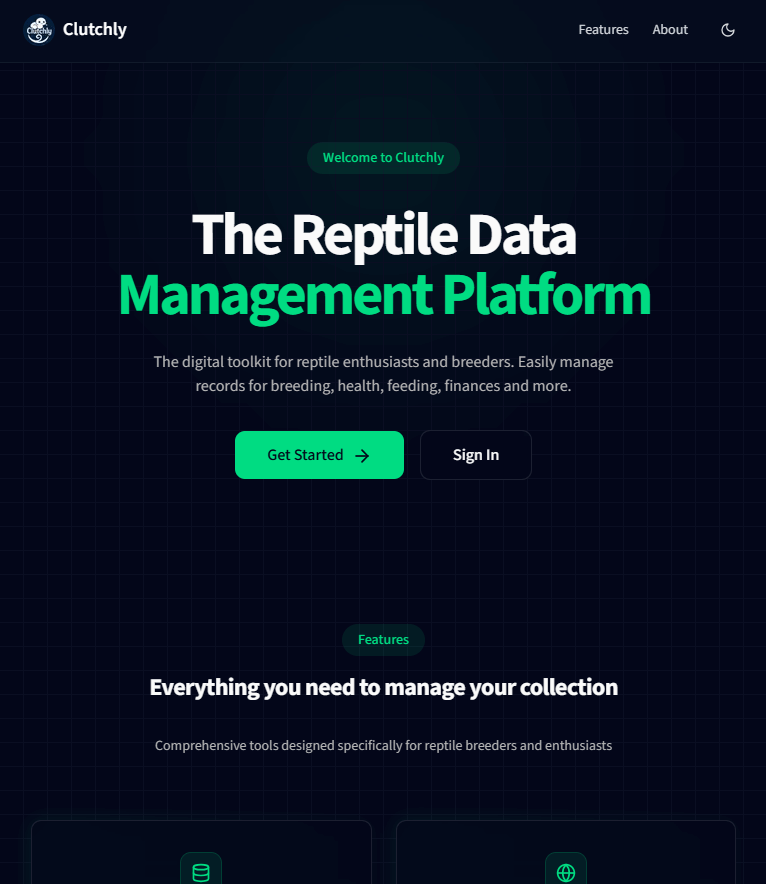 Clutchly
Clutchly
Features
About
Welcome to Clutchly
The Reptile Data
Management Platform
The digital toolkit for reptile enthusiasts and breeders. Easily manage
records for breeding, health, feeding, finances and more.
Get Started
Sign In
Features
Everything you need to manage your collection
Comprehensive tools designed specifically for reptile breeders and enthusiasts